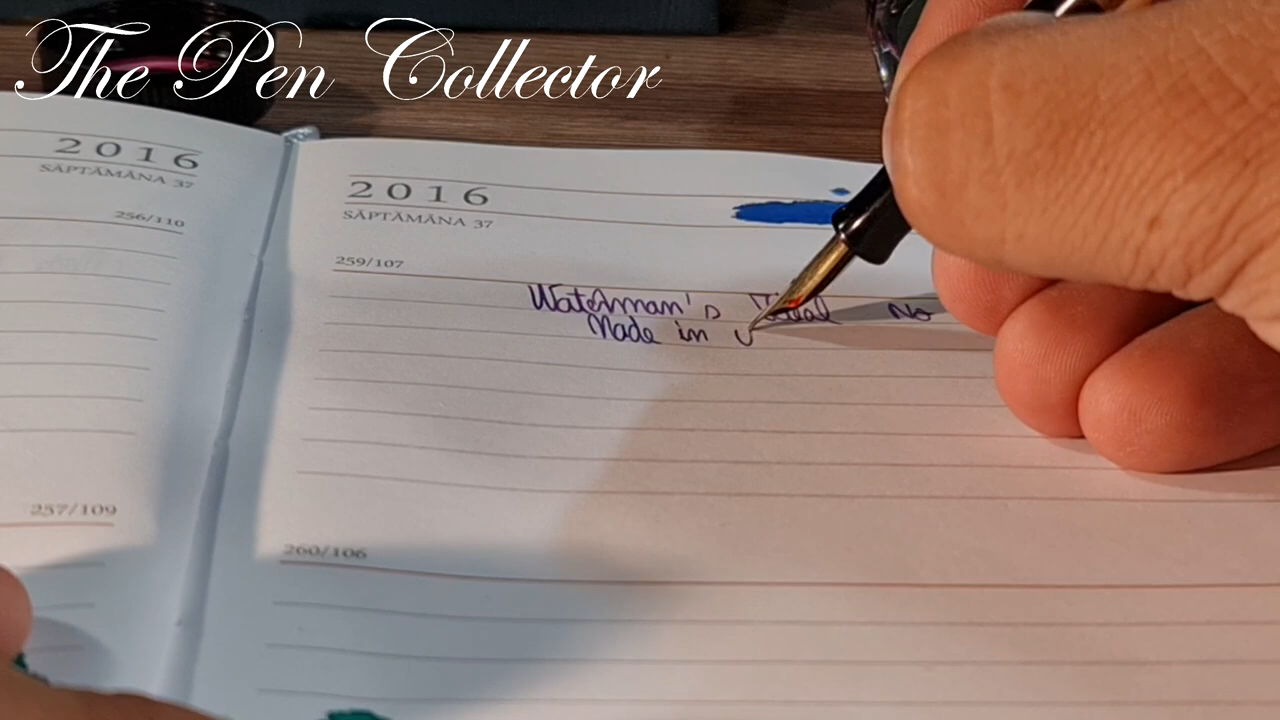 The Pen Collector
2016
SĂPTĂMÂNA 37
256/110
257/109
2016
SĂPTĂMÂNA 37
259/107
Waterman's Ideal No
Made in U
260/106